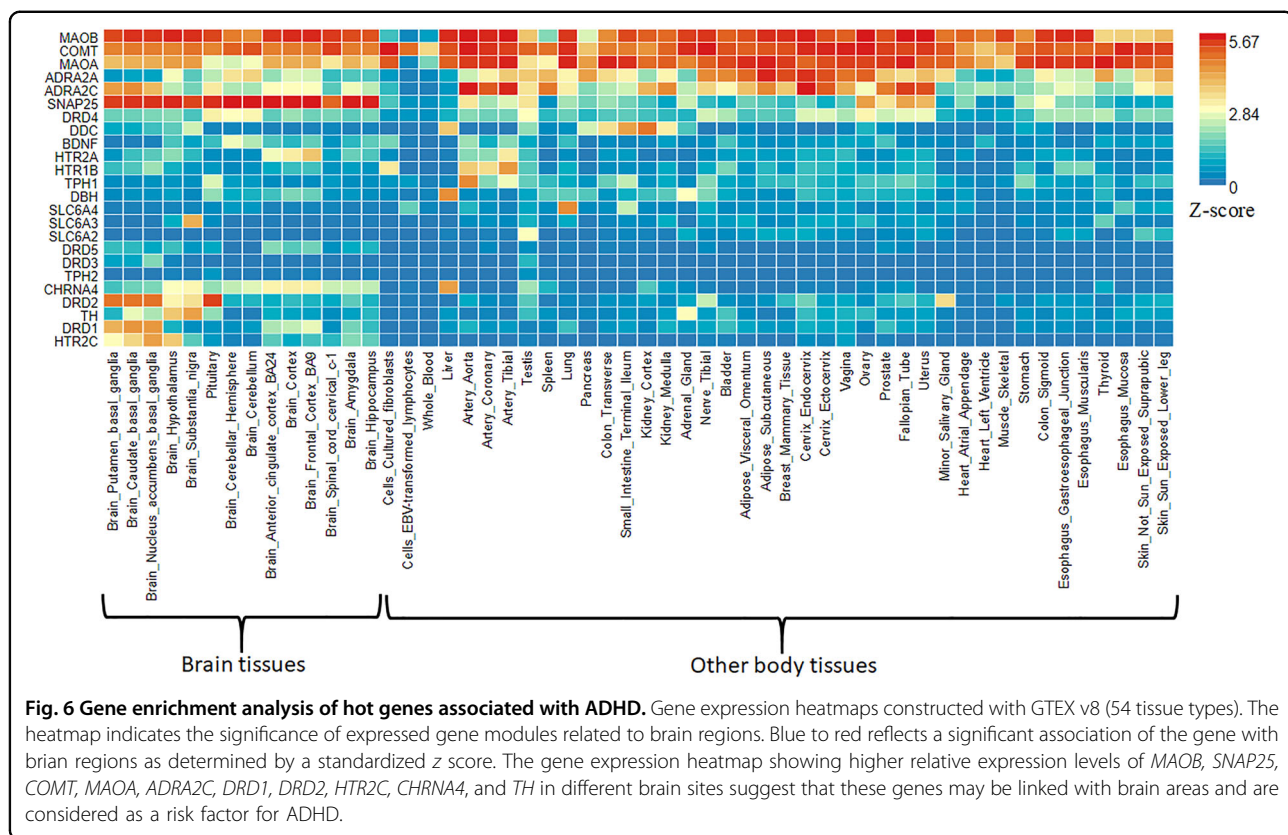 MAOB
COMT
MAOA
ADRA2A
ADRA2C
SNAP25
DRD4
DDC
BDNF
HTR2A
HTR1B
TPH1
DBH
SLC6A4
SLC6A3
SLC6A2
DRD5
DRD3
TPH2
CHRNA4
DRD2
TH
DRD1
HTR2C
5.67
2.84
0
Z-score
Brain_Putamen_basal_ganglia
Brain_Caudate_basal_ganglia
Brain_Nucleus_accumbens_basal_ganglia
Brain_Hypothalamus
Brain_Substantia_nigra
Pituitary
Brain_Cerebellar_Hemisphere
Brain_Cerebellum
Brain_Anterior_cingulate_cortex_BA24
Brain_Cortex
Brain_Frontal_Cortex_BA9
Brain_Spinal_cord_cervical_c-1
Brain_Amygdala
Brain_Hippocampus
Cells_Cultured_fibroblasts
Cells_EBV-transformed_lymphocytes
Whole_Blood
Liver
Artery_Aorta
Artery_Coronary
Artery_Tibial
Testis
Spleen
Lung
Pancreas
Colon_Transverse
Small_Intestine_Terminal_Ileum
Kidney_Cortex
Kidney_Medulla
Adrenal_Gland
Nerve_Tibial
Bladder
Adipose_Visceral_Omentum
Adipose_Subcutaneous
Breast_Mammary_Tissue
Cervix_Endocervix
Cervix_Ectocervix
Vagina
Ovary
Prostate
Fallopian_Tube
Uterus
Minor_Salivary_Gland
Heart_Atrial_Appendage
Heart_Left_Ventricle
Muscle_Skeletal
Stomach
Colon_Sigmoid
Esophagus_Gastroesophageal_Junction
Esophagus_Muscularis
Thyroid
Esophagus_Mucosa
Skin_Not_Sun_Exposed_Suprapubic
Skin_Sun_Exposed_Lower_leg
Brain tissues
Other body tissues
Fig. 6 Gene enrichment analysis of hot genes associated with ADHD. Gene expression heatmaps constructed with GTEX v8 (54 tissue types). The
heatmap indicates the significance of expressed gene modules related to brain regions. Blue to red reflects a significant association of the gene with
brian regions as determined by a standardized z score. The gene expression heatmap showing higher relative expression levels of MAOB, SNAP25,
COMT, MAOA, ADRA2C, DRD1, DRD2, HTR2C, CHRNA4, and TH in different brain sites suggest that these genes may be linked with brain areas and are
considered as a risk factor for ADHD.